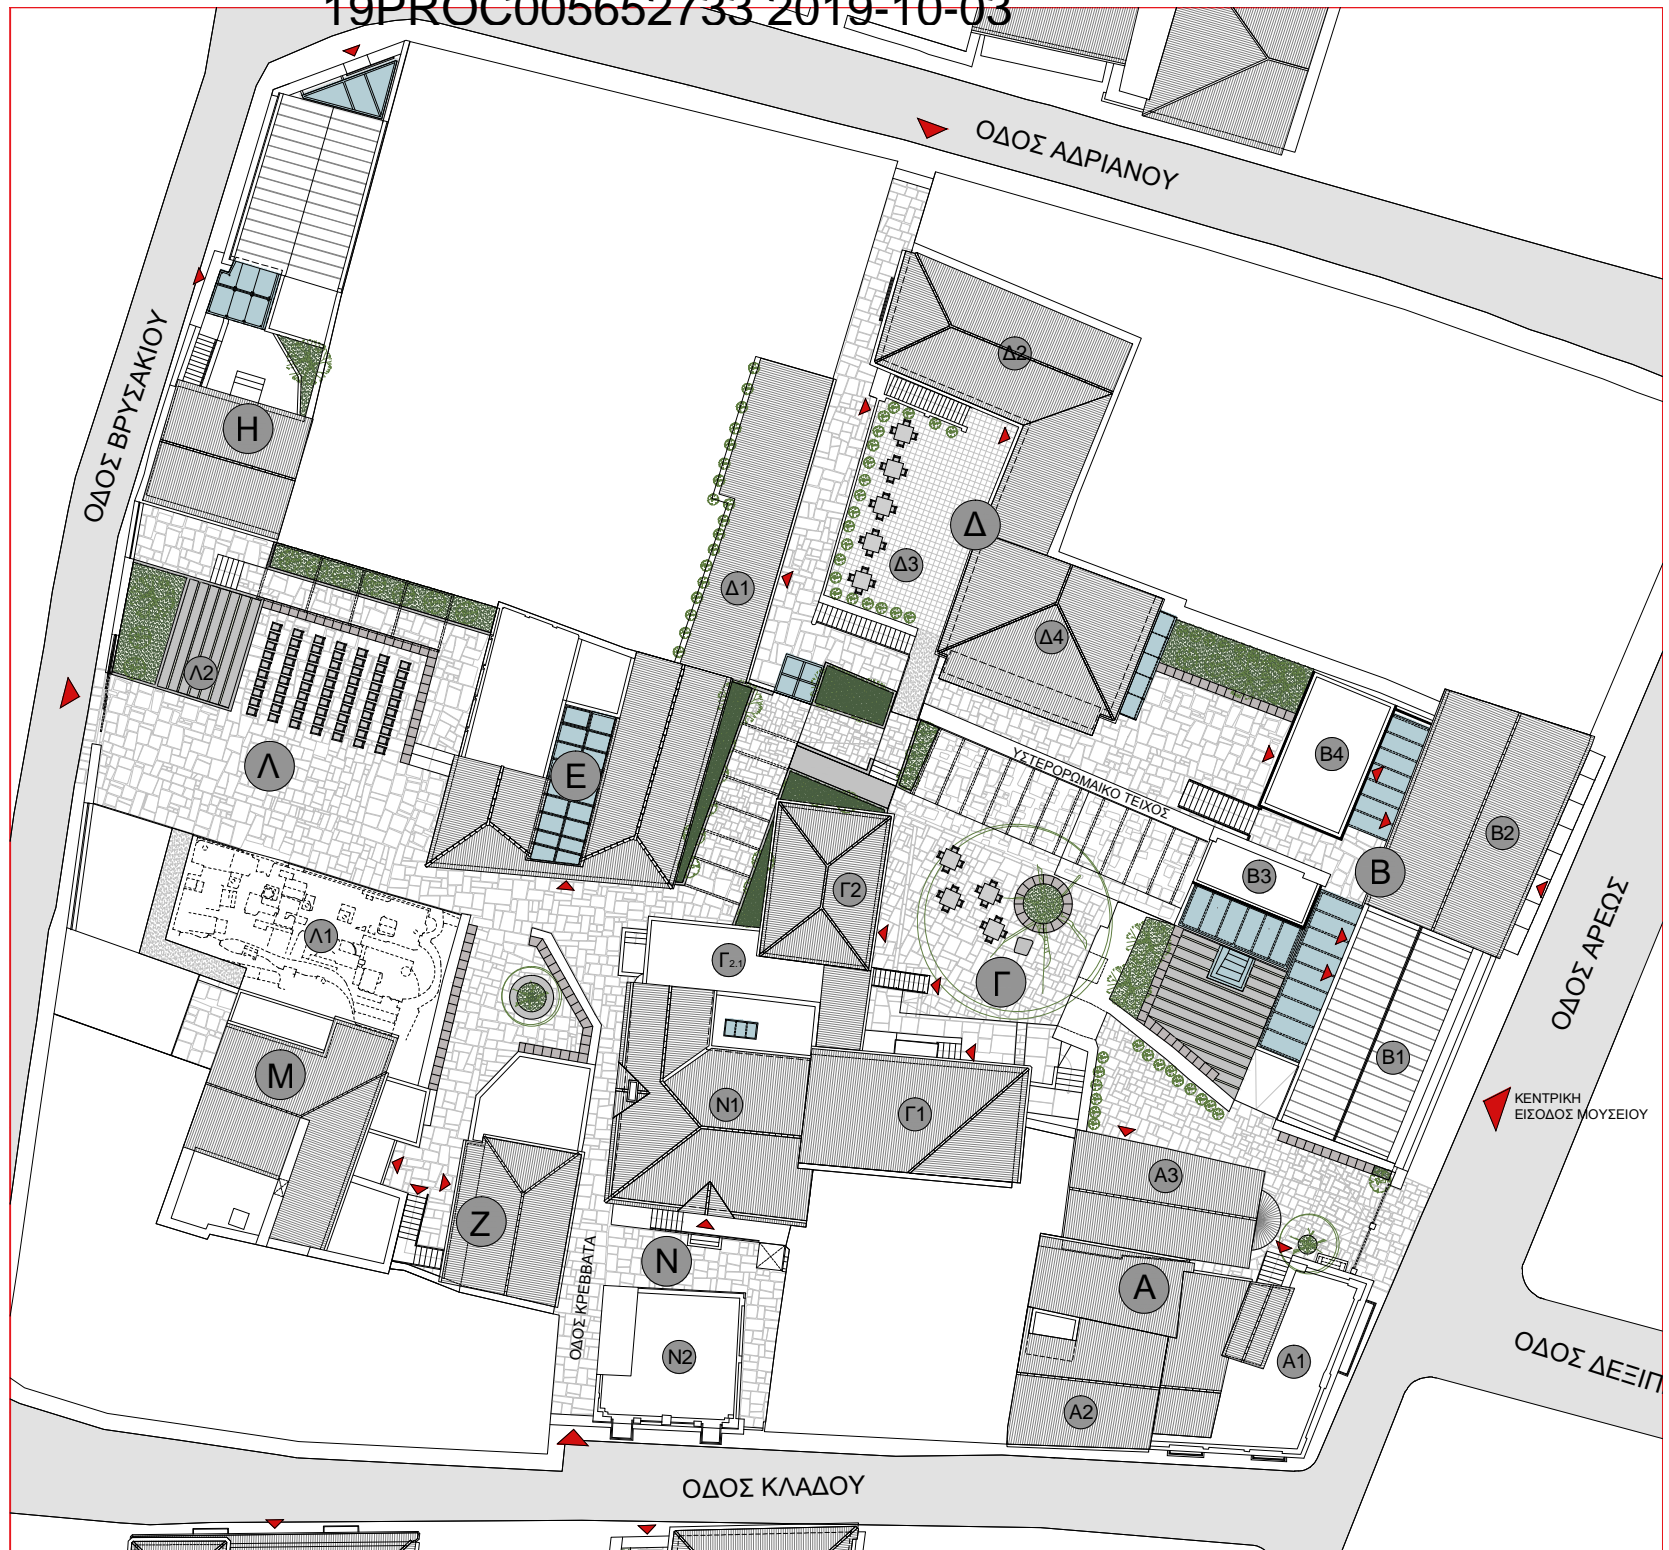 19PROC005652733 2019-10-03
ΟΔΟΣ ΑΔΡΙΑΝΟΥ
ΟΔΟΣ ΒΡΥΣΑΚΙΟΥ
Δ2
Η
Δ
Δ3
Δ1
Δ4
Λ2
Λ
Ε
ΥΣΤΕΡΟΡΩΜΑΙΚΟ ΤΕΙΧΟΣ
Β4
Β2
Β
Β3
Γ2
Λ1
Γ2.1
Γ
ΟΔΟΣ ΑΡΕΩΣ
Β1
Μ
Ν1
Γ1
ΚΕΝΤΡΙΚΗ
ΕΙΣΟΔΟΣ ΜΟΥΣΕΙΟΥ
Α3
Ζ
Ν
ΟΔΟΣ ΚΡΕΒΒΑΤΑ
Α
Ν2
Α1
Α2
ΟΔΟΣ ΔΕΞΙΠ
ΟΔΟΣ ΚΛΑΔΟΥ